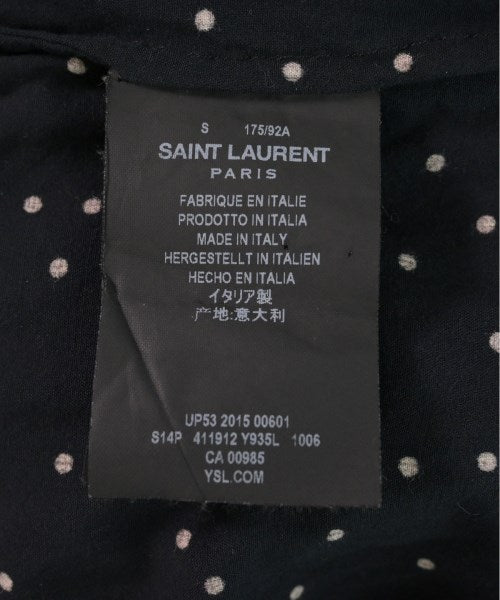 S 175/92A
SAINT LAURENT
PARIS
FABRIQUE EN ITALIE
PRODOTTO IN ITALIA
MADE IN ITALY
HERGESTELLT IN ITALIEN
HECHO EN ITALIA
イタリア製
产地:意大利
UP53 2015 00601
S14P 411912 Y935L 1006
CA 00985
YSL.COM